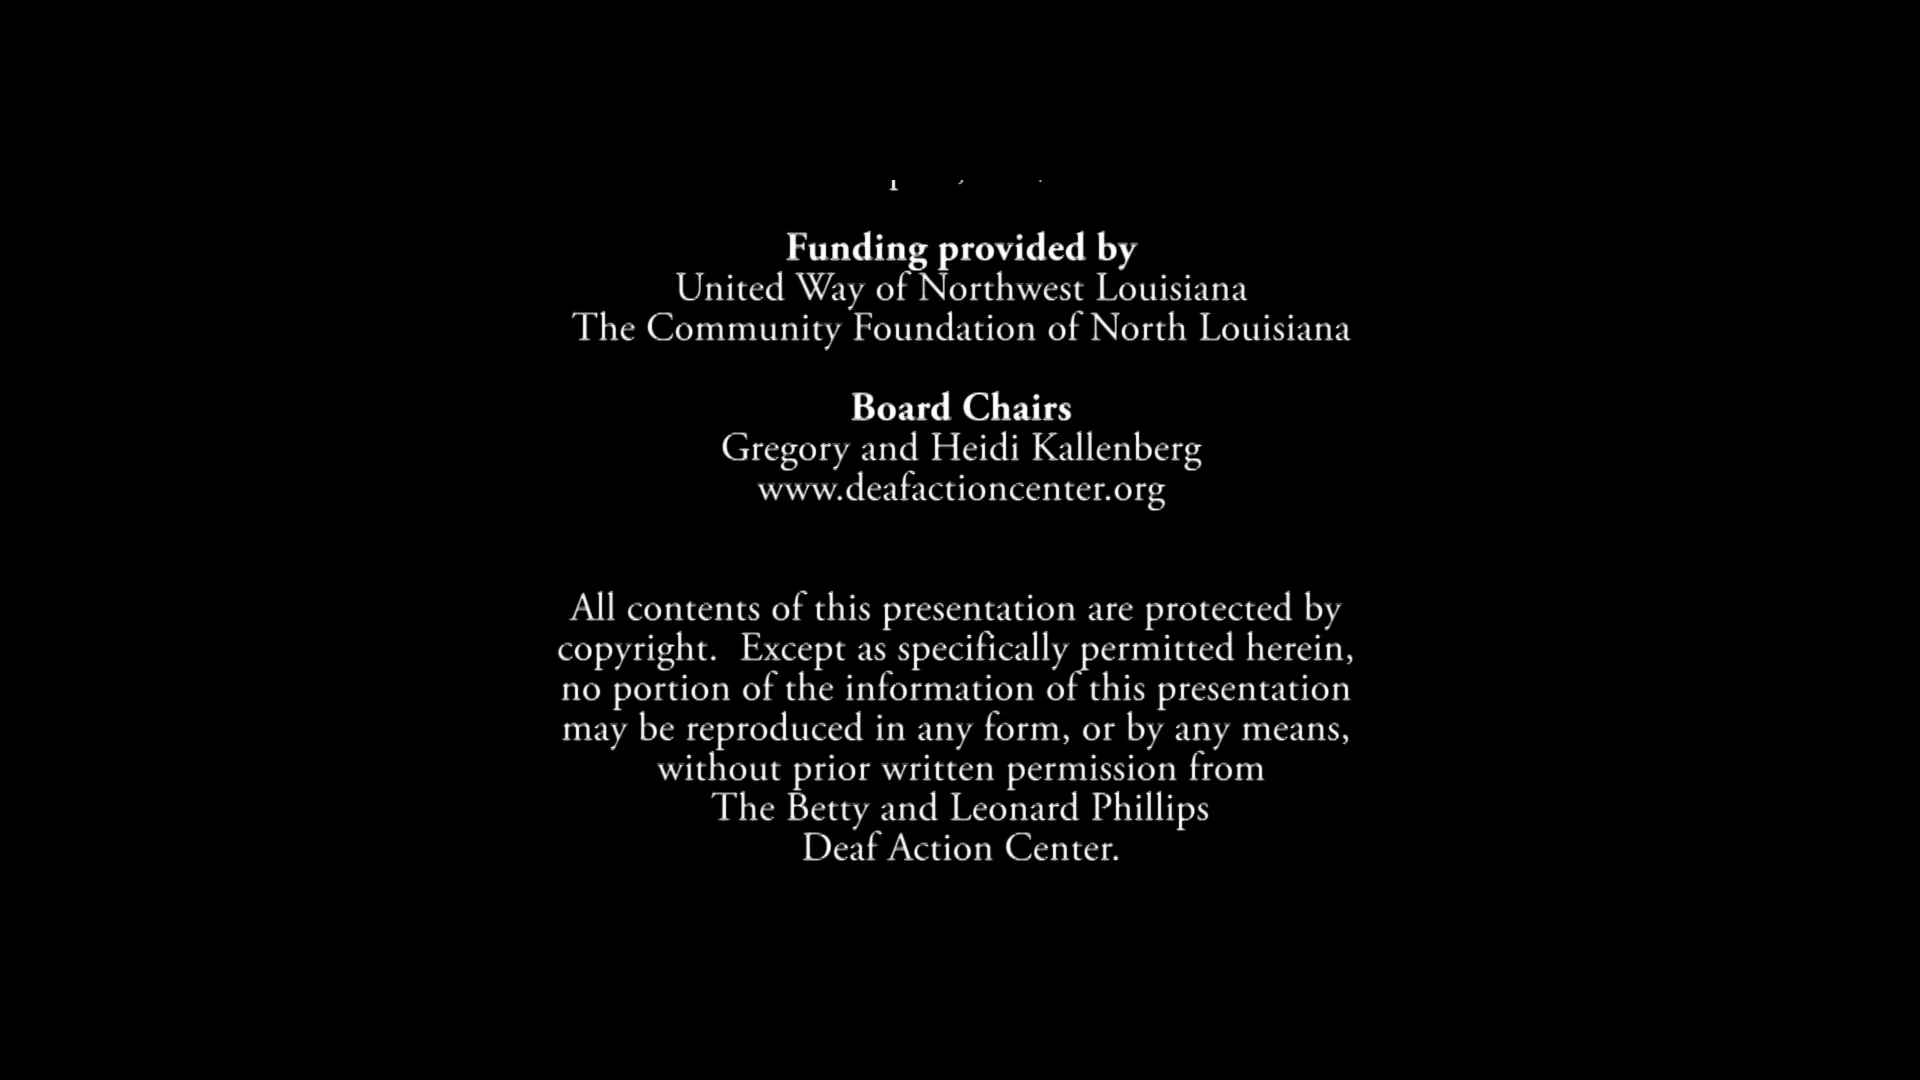 Funding provided by
United Way of Northwest Louisiana
The Community Foundation of North Louisiana
Board Chairs
Gregory and Heidi Kallenberg
www.deafactioncenter.org
All contents of this presentation are protected by
copyright.  Except as specifically permitted herein,
no portion of the information of this presentation
may be reproduced in any form, or by any means,
without prior written permission from
The Betty and Leonard Phillips
Deaf Action Center.